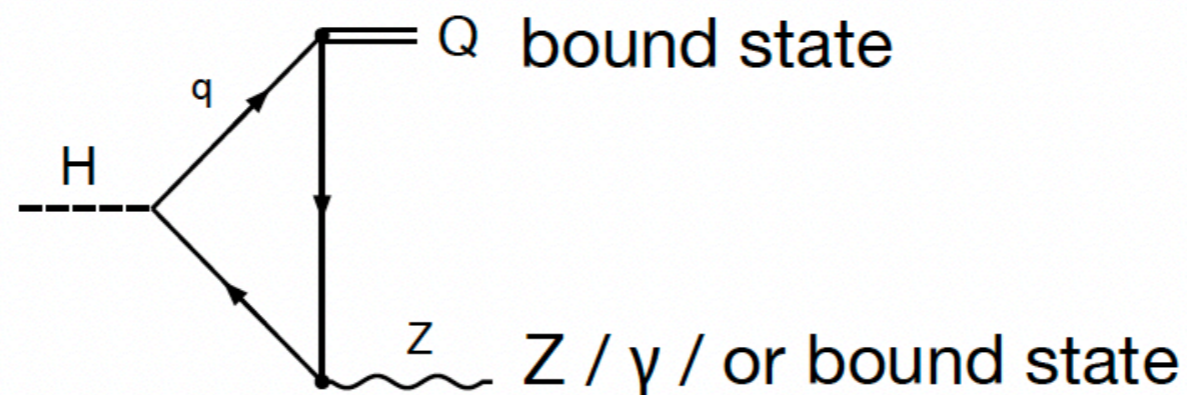 Q bound state
q
H
Z
Z / γ / or bound state